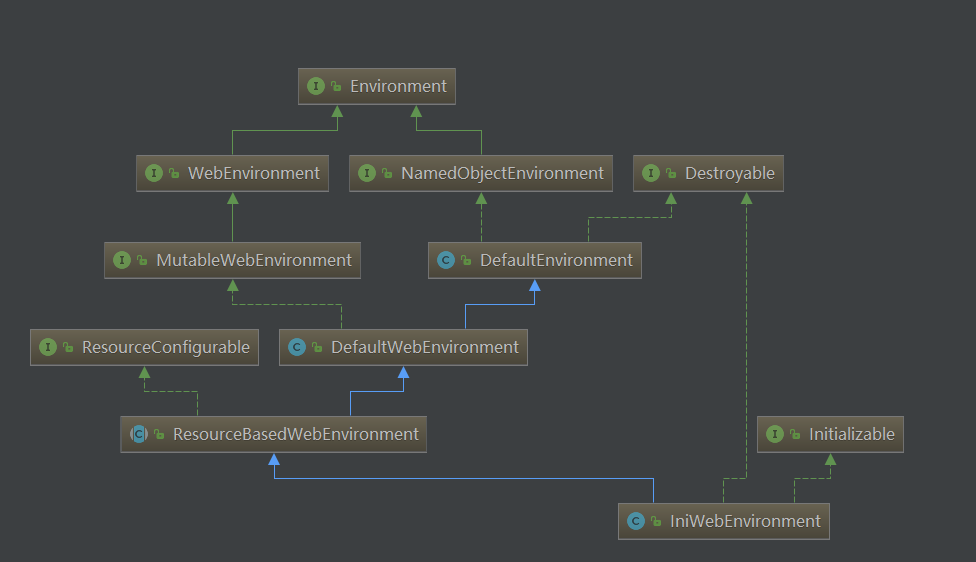 I Environment
I WebEnvironment
I NamedObjectEnvironment
I Destroyable
I MutableWebEnvironment
C DefaultEnvironment
I ResourceConfigurable
C DefaultWebEnvironment
C ResourceBasedWebEnvironment
I Initializable
C IniWebEnvironment